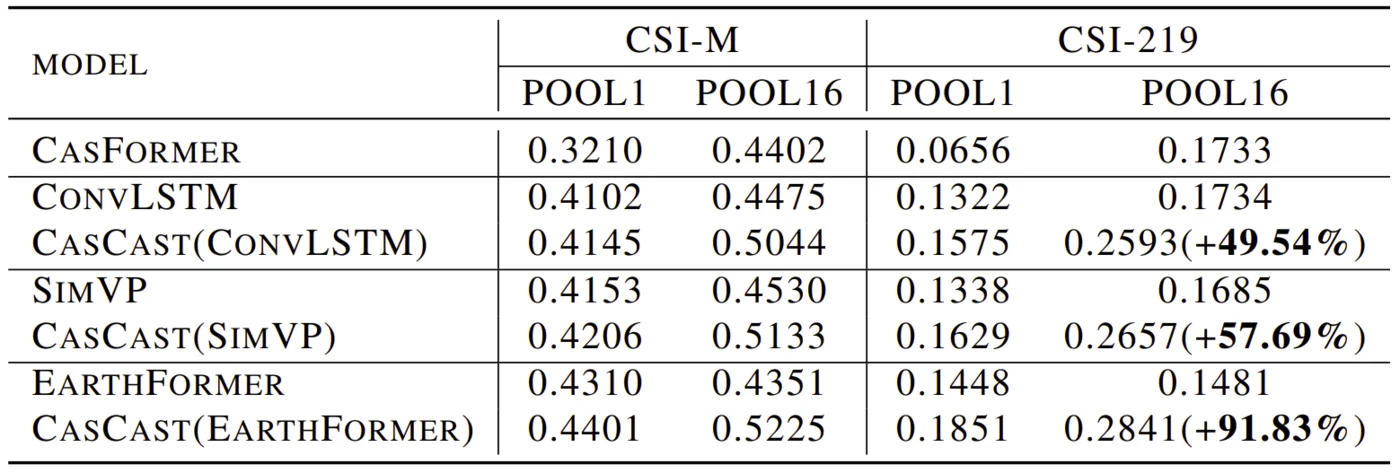 MODEL CSI-M CSI-219
POOL1 POOL16 POOL1 POOL16
CASFORMER 0.3210 0.4402 0.0656 0.1733
CONVLSTM 0.4102 0.4475 0.1322 0.1734
CASCAST(CONVLSTM) 0.4145 0.5044 0.1575 0.2593(+49.54%)
SIMVP 0.4153 0.4530 0.1338 0.1685
CASCAST(SIMVP) 0.4206 0.5133 0.1629 0.2657(+57.69%)
EARTHFORMER 0.4310 0.4351 0.1448 0.1481
CASCAST(EARTHFORMER) 0.4401 0.5225 0.1851 0.2841(+91.83%)